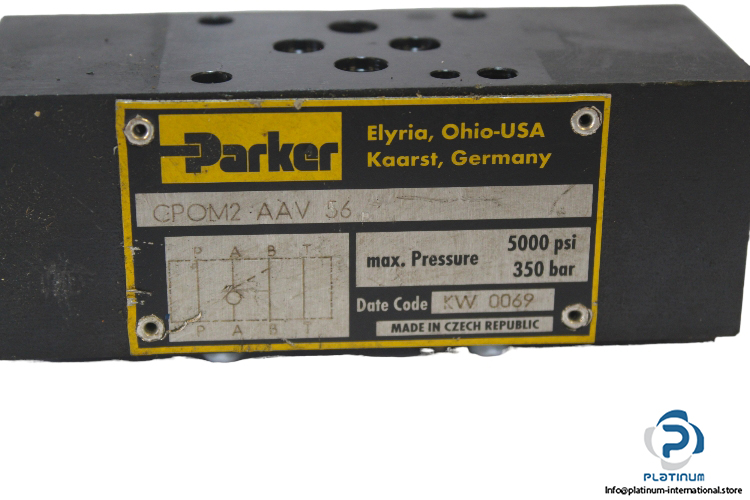 Parker
Elyria, Ohio-USA
Kaarst, Germany
CPOM2 AAV 56
P A B T
P A B T
max. Pressure
5000 psi
350 bar
Date Code KW 0069
MADE IN CZECH REPUBLIC
PLATINUM
Info@platinum-international.store